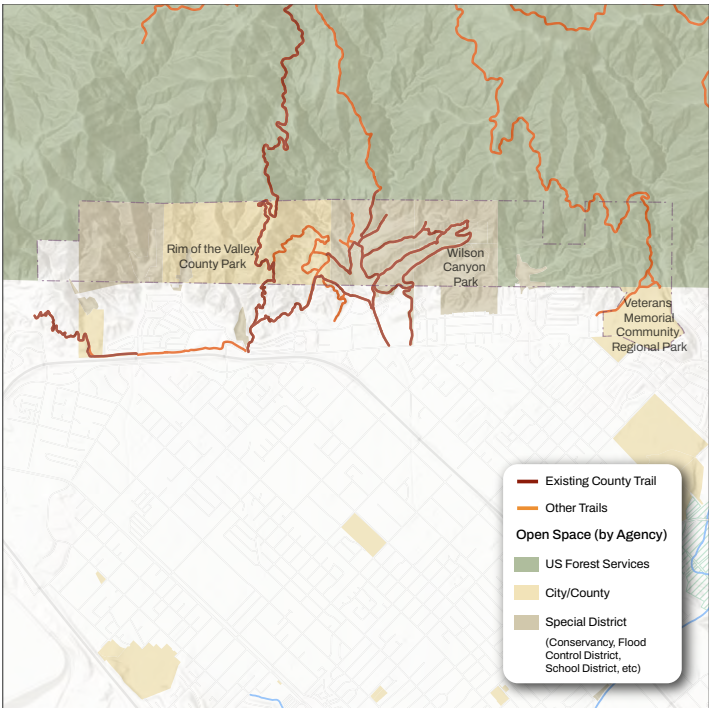 Rim of the Valley
County Park
Wilson
Canyon
Park
Veterans
Memorial
Community
Regional Park
Existing County Trail
Other Trails
Open Space (by Agency)
US Forest Services
City/County
Special District
(Conservancy, Flood
Control District,
School District, etc)